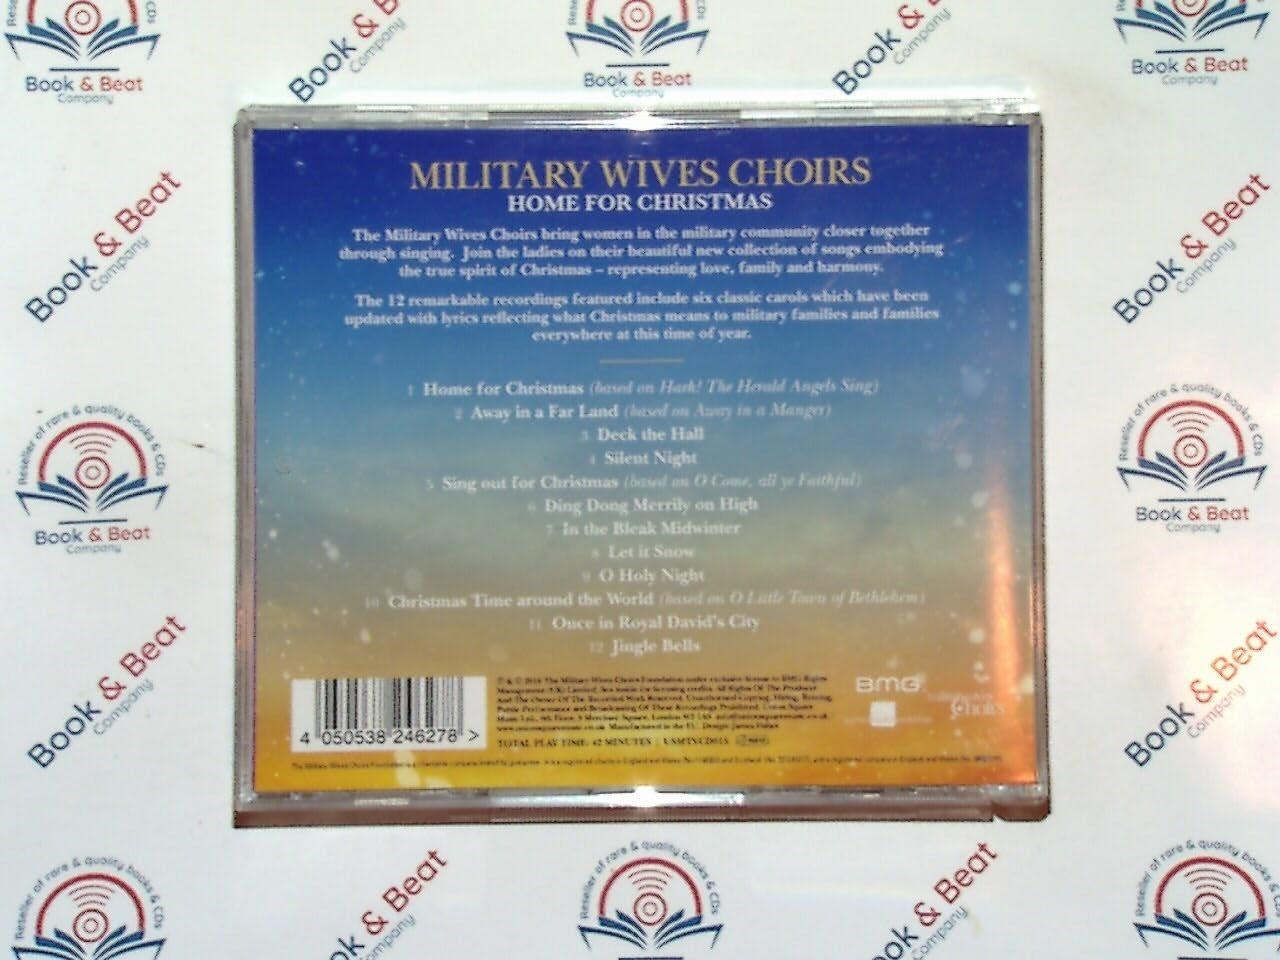 MILITARY WIVES CHOIRS
HOME FOR CHRISTMAS
The Military Wives Choirs bring women in the military community closer together
through singing. Join the ladies on their beautiful new collection of songs embodying
the true spirit of Christmas – representing love, family and harmony.
The 12 remarkable recordings featured include six classic carols which have been
updated with lyrics reflecting what Christmas means to military families and families
everywhere at this time of year.
1 Home for Christmas (based on Hark! The Herald Angels Sing)
2 Away in a Far Land (based on Away in a Manger)
3 Deck the Hall
4 Silent Night
5 Sing out for Christmas (based on O Come, all ye Faithful)
6 Ding Dong Merrily on High
7 In the Bleak Midwinter
8 Let it Snow
9 O Holy Night
10 Christmas Time around the World (based on O Little Town of Bethlehem)
11 Once in Royal David's City
12 Jingle Bells
4 050538 246278 >
BMG
Choirs
TOTAL PLAY TIME: 42 MINUTES
Reseller of rare & quality books & CDs
Book & Beat
Company